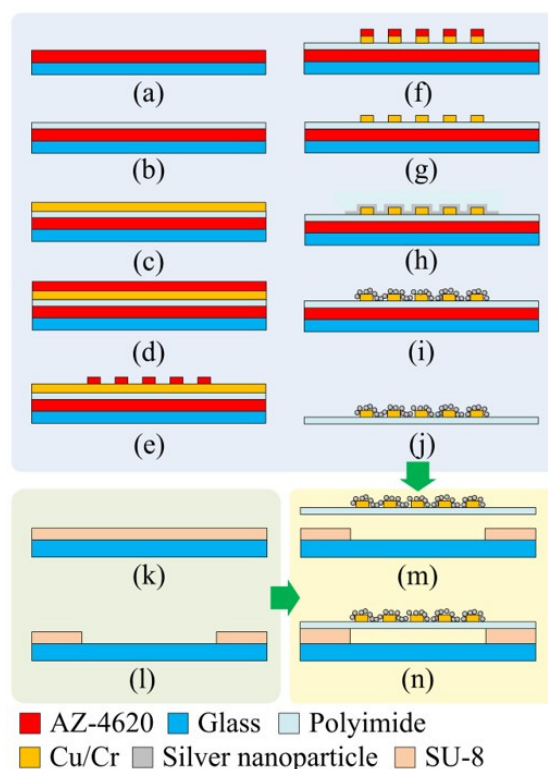 (a)
(b)
(c)
(d)
(e)
(f)
(g)
(h)
(i)
(j)
(k)
(l)
(m)
(n)
AZ-4620 Glass Polyimide
Cu/Cr Silver nanoparticle SU-8